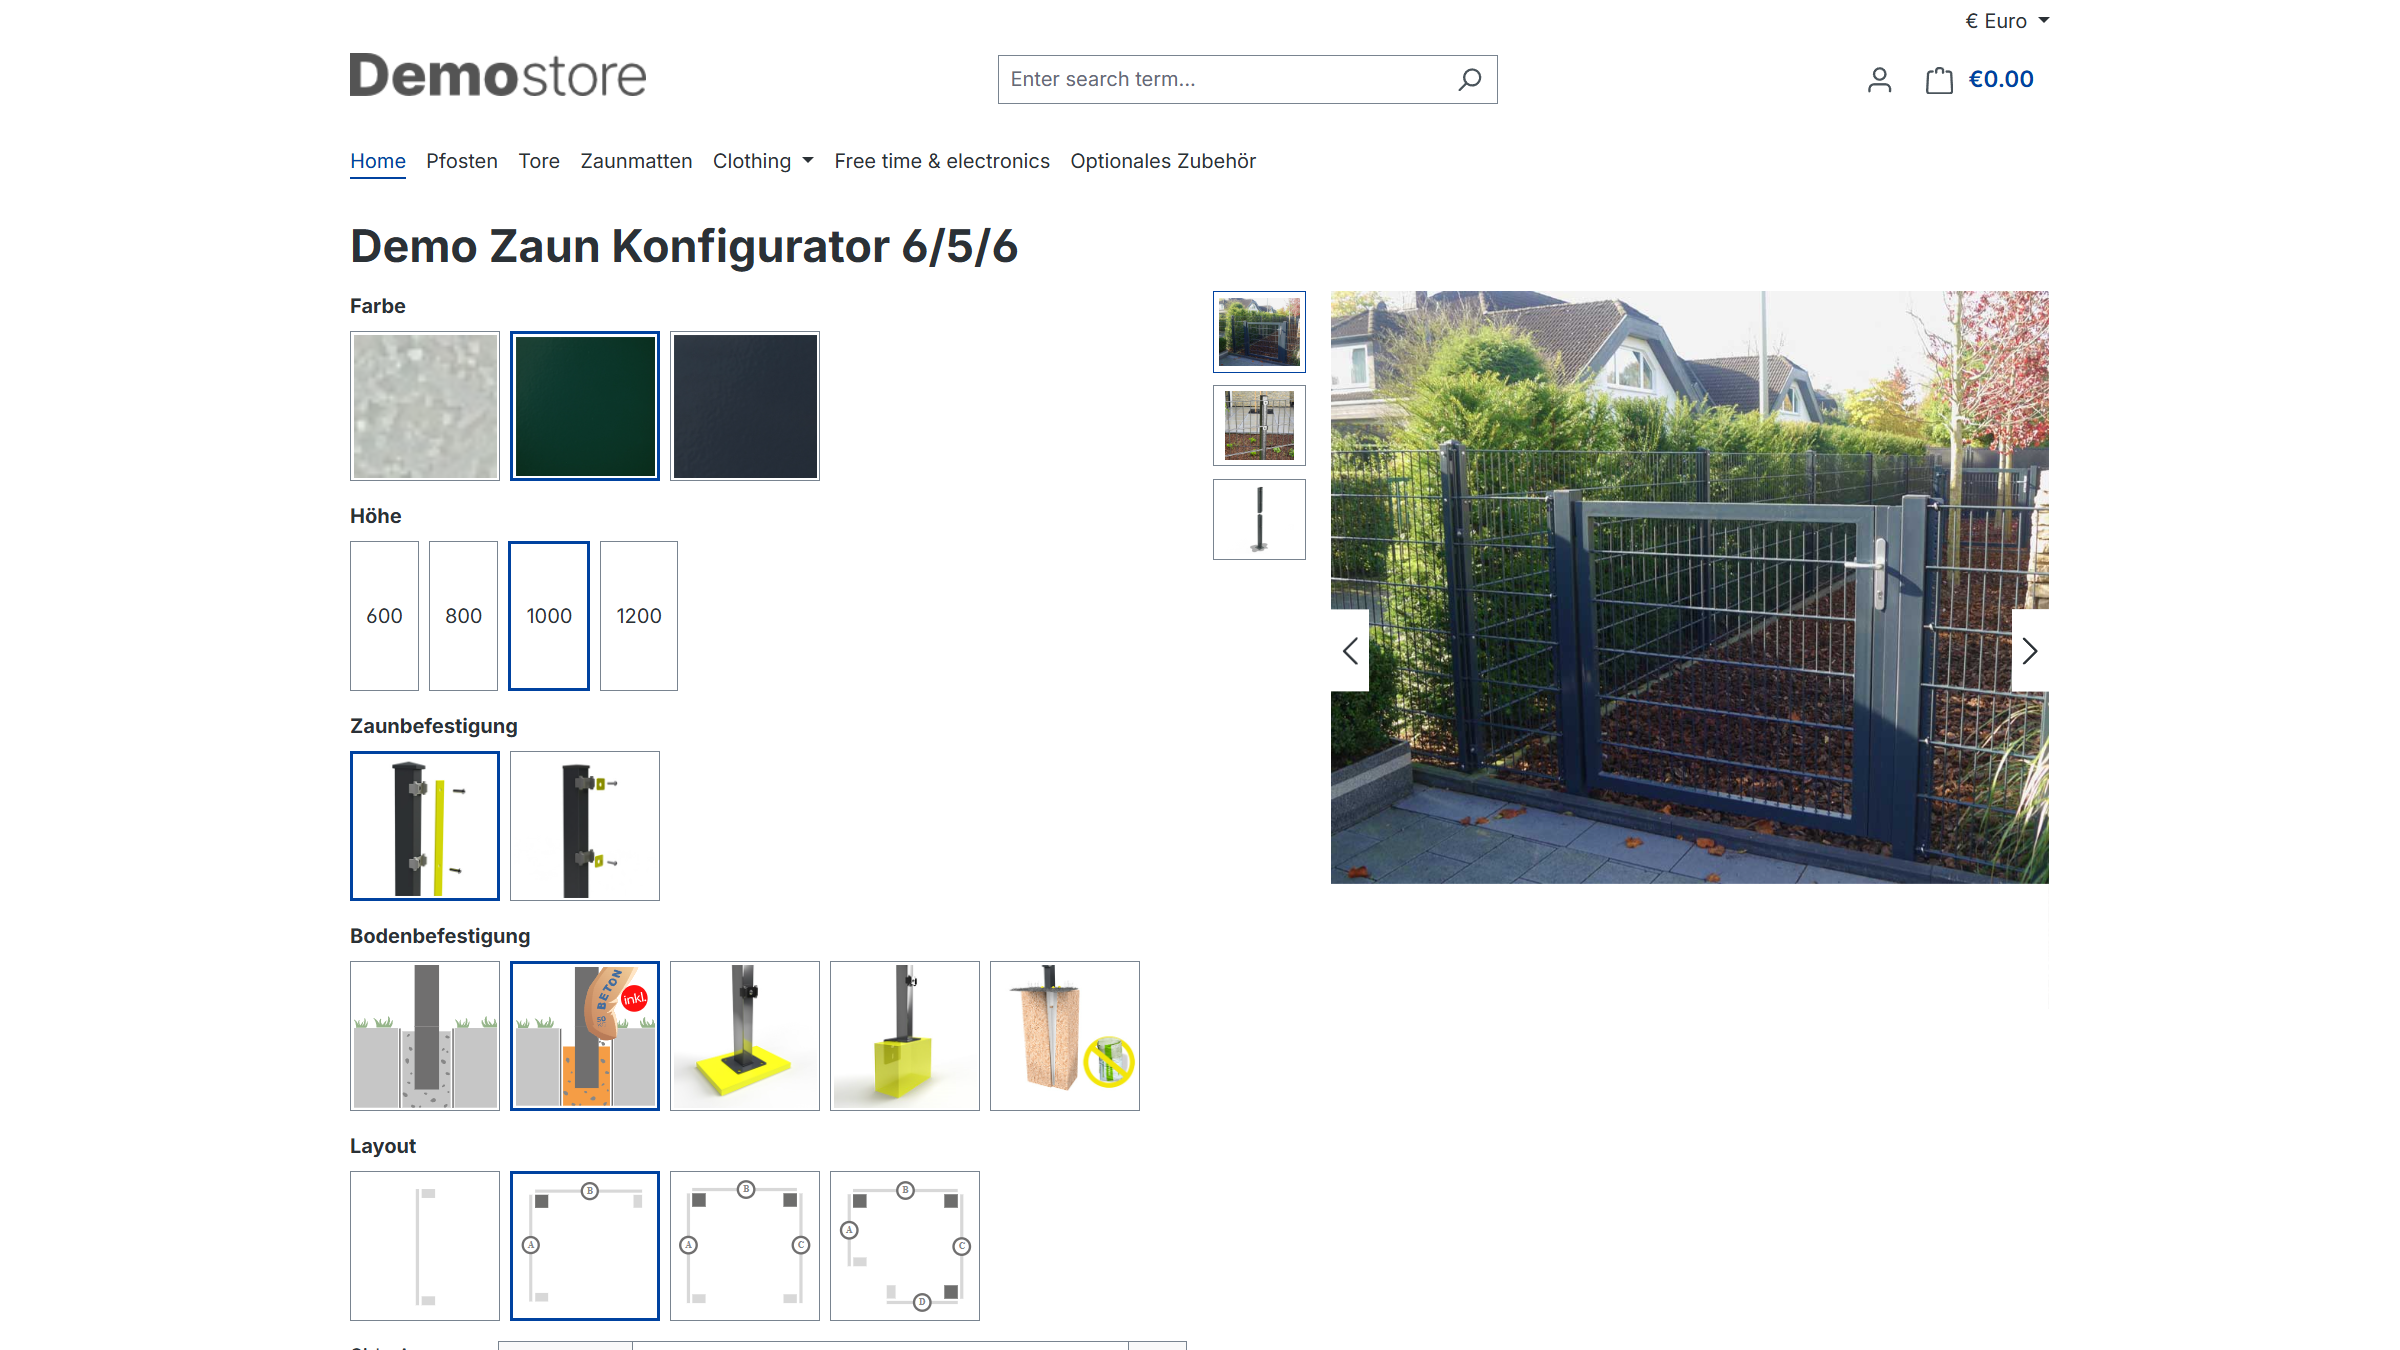 € Euro
Demostore
Enter search term...
€0.00
Home Pfosten Tore Zaunmatten Clothing Free time & electronics Optionales Zubehör
Demo Zaun Konfigurator 6/5/6
Farbe
Höhe
600 800 1000 1200
Zaunbefestigung
Bodenbefestigung
BETON
50
inkl.
Layout
B B B
A
A A C C
D